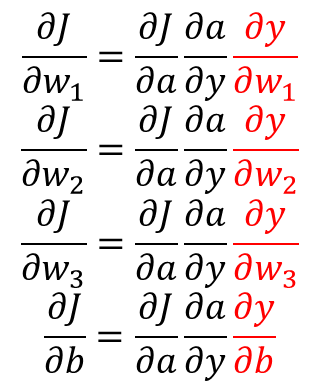 ∂J/∂w₁ = ∂J/∂a ∂a/∂y ∂y/∂w₁
∂J/∂w₂ = ∂J/∂a ∂a/∂y ∂y/∂w₂
∂J/∂w₃ = ∂J/∂a ∂a/∂y ∂y/∂w₃
∂J/∂b = ∂J/∂a ∂a/∂y ∂y/∂b